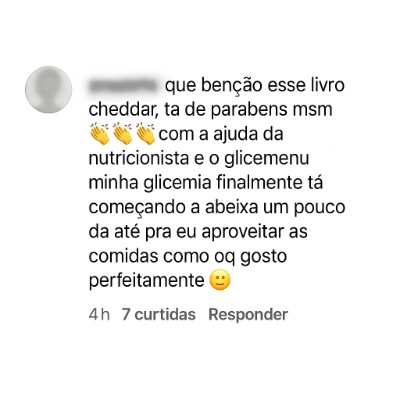 que benção esse livro
cheddar, ta de parabens msm
👏👏👏com a ajuda da
nutricionista e o glicemenu
minha glicemia finalmente tá
começando a abeixa um pouco
da até pra eu aproveitar as
comidas como oq gosto
perfeitamente 🙂
4 h 7 curtidas Responder